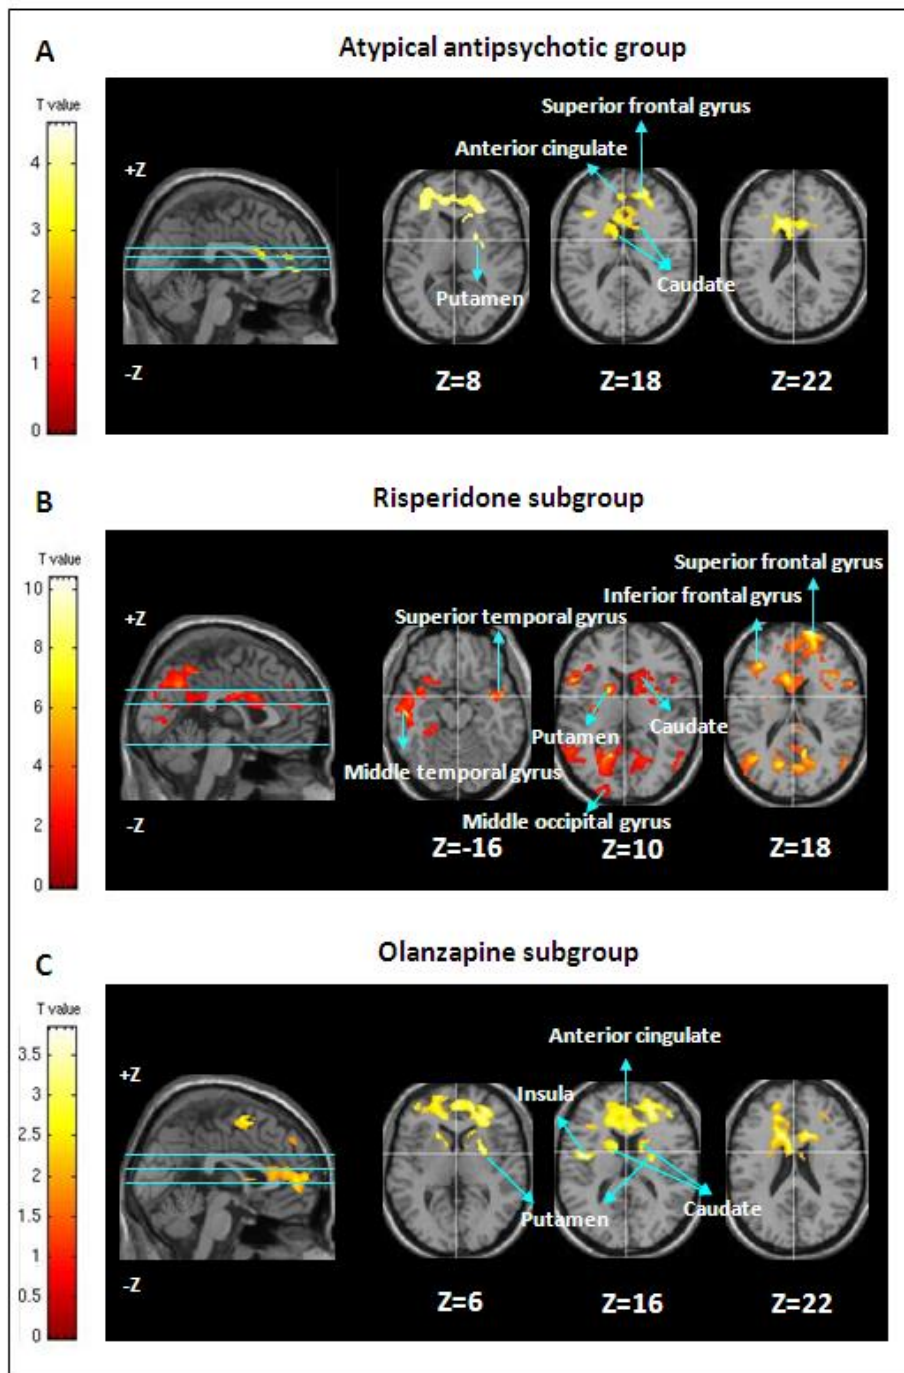 A
Atypical antipsychotic group
T value
4
3
2
1
0
+Z
-Z
Superior frontal gyrus
Anterior cingulate
Putamen
Caudate
Z=8
Z=18
Z=22
B
Risperidone subgroup
T value
10
8
6
4
2
0
+Z
-Z
Superior frontal gyrus
Inferior frontal gyrus
Superior temporal gyrus
Putamen
Caudate
Middle temporal gyrus
Middle occipital gyrus
Z=-16
Z=10
Z=18
C
Olanzapine subgroup
T value
3.5
3
2.5
2
1.5
1
0.5
0
+Z
-Z
Anterior cingulate
Insula
Putamen
Caudate
Z=6
Z=16
Z=22